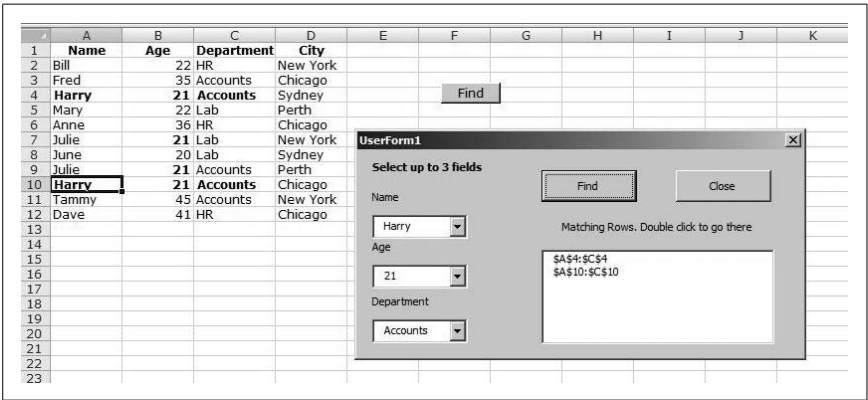 A B C D E F G H I J K
1 Name Age Department City
2 Bill 22 HR New York
3 Fred 35 Accounts Chicago
4 Harry 21 Accounts Sydney
5 Mary 22 Lab Perth
6 Anne 36 HR Chicago
7 Julie 21 Lab New York
8 June 20 Lab Sydney
9 Julie 21 Accounts Perth
10 Harry 21 Accounts Chicago
11 Tammy 45 Accounts New York
12 Dave 41 HR Chicago
13
14
15
16
17
18
19
20
21
22
23
Find
UserForm1
Select up to 3 fields
Find
Close
Name
Harry
Matching Rows. Double click to go there
Age
21
$A$4:$C$4
$A$10:$C$10
Department
Accounts